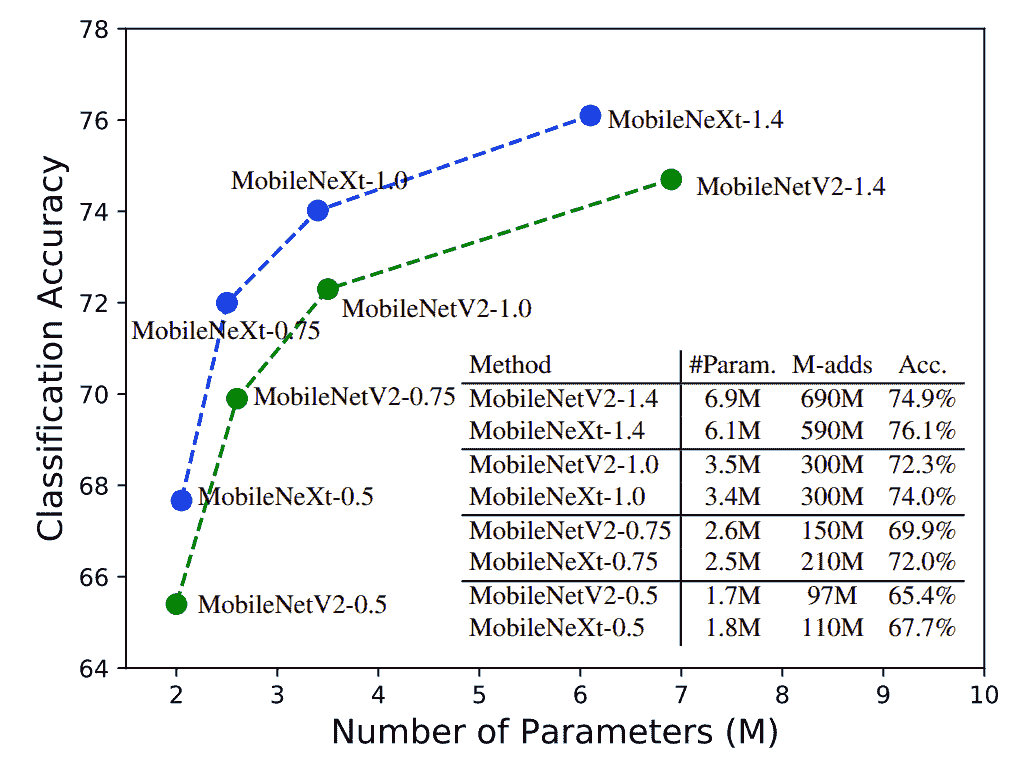 78
76
74
72
70
68
66
64
Classification Accuracy
MobileNeXt-1.4
MobileNeXt-1.0
MobileNetV2-1.4
MobileNetV2-1.0
MobileNeXt-0.75
MobileNetV2-0.75
MobileNeXt-0.5
MobileNetV2-0.5
Method #Param. M-adds Acc.
MobileNetV2-1.4 6.9M 690M 74.9%
MobileNeXt-1.4 6.1M 590M 76.1%
MobileNetV2-1.0 3.5M 300M 72.3%
MobileNeXt-1.0 3.4M 300M 74.0%
MobileNetV2-0.75 2.6M 150M 69.9%
MobileNeXt-0.75 2.5M 210M 72.0%
MobileNetV2-0.5 1.7M 97M 65.4%
MobileNeXt-0.5 1.8M 110M 67.7%
2 3 4 5 6 7 8 9 10
Number of Parameters (M)